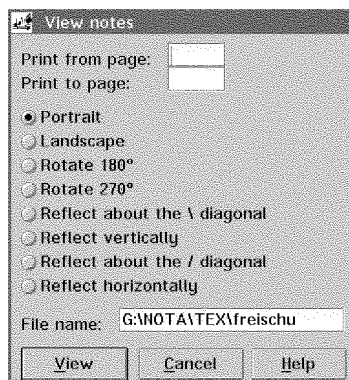 View notes
Print from page:
Print to page:
Portrait
Landscape
Rotate 180°
Rotate 270°
Reflect about the \ diagonal
Reflect vertically
Reflect about the / diagonal
Reflect horizontally
File name: G:\NOTA\TEX\freischu
View Cancel Help